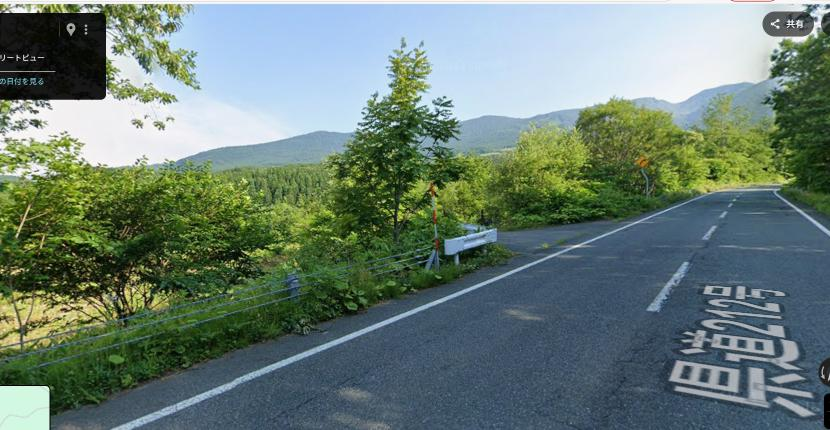 共有
リートビュー
の日付を見る
県道212号